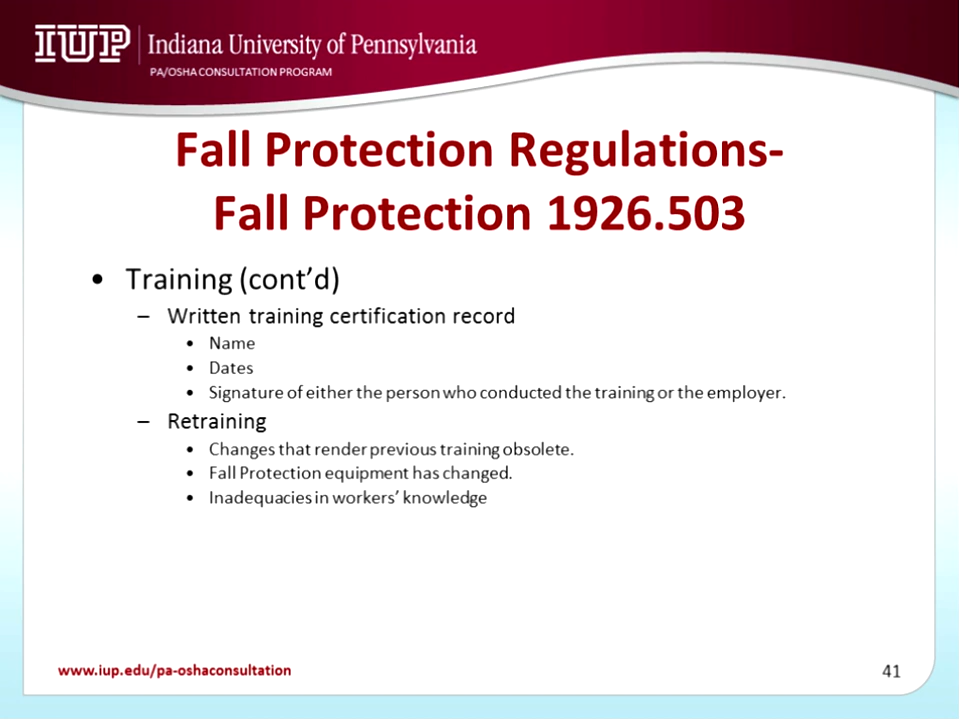 IUP Indiana University of Pennsylvania
PA/OSHA CONSULTATION PROGRAM
Fall Protection Regulations-
Fall Protection 1926.503
• Training (cont’d)
– Written training certification record
• Name
• Dates
• Signature of either the person who conducted the training or the employer.
– Retraining
• Changes that render previous training obsolete.
• Fall Protection equipment has changed.
• Inadequacies in workers’ knowledge
www.iup.edu/pa-oshaconsultation
41